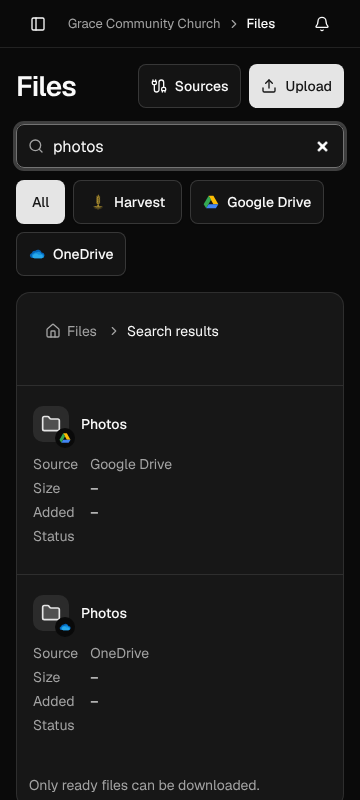 Grace Community Church > Files
Files
Sources
Upload
photos
All
Harvest
Google Drive
OneDrive
Files > Search results
Photos
Source Google Drive
Size –
Added –
Status
Photos
Source OneDrive
Size –
Added –
Status
Only ready files can be downloaded.